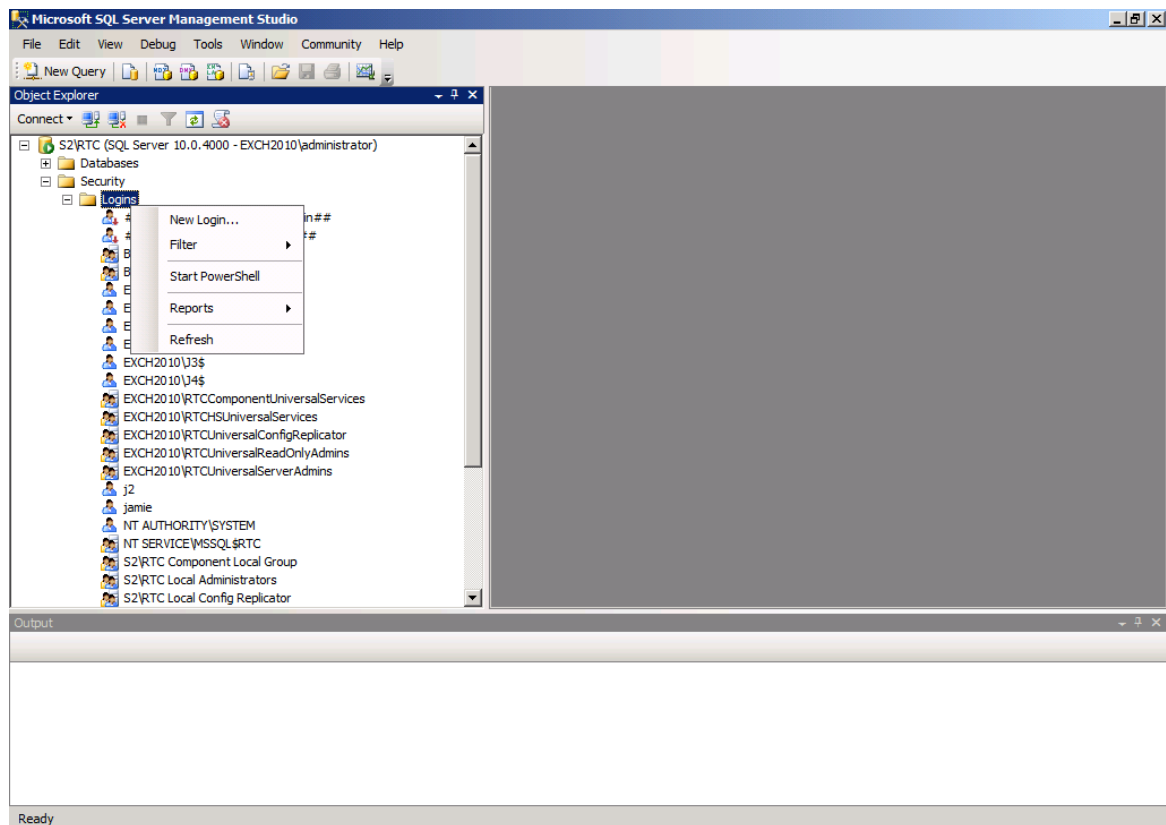 Microsoft SQL Server Management Studio
File Edit View Debug Tools Window Community Help
New Query
Object Explorer
Connect
S2\RTC (SQL Server 10.0.4000 - EXCH2010\administrator)
Databases
Security
Logins
# in##
# ##
B
B
E
E
E
E
New Login...
Filter
Start PowerShell
Reports
Refresh
EXCH2010\J3$
EXCH2010\J4$
EXCH2010\RTCComponentUniversalServices
EXCH2010\RTCHSUniversalServices
EXCH2010\RTCUniversalConfigReplicator
EXCH2010\RTCUniversalReadOnlyAdmins
EXCH2010\RTCUniversalServerAdmins
j2
jamie
NT AUTHORITY\SYSTEM
NT SERVICE\MSSQL$RTC
S2\RTC Component Local Group
S2\RTC Local Administrators
S2\RTC Local Config Replicator
Output
Ready